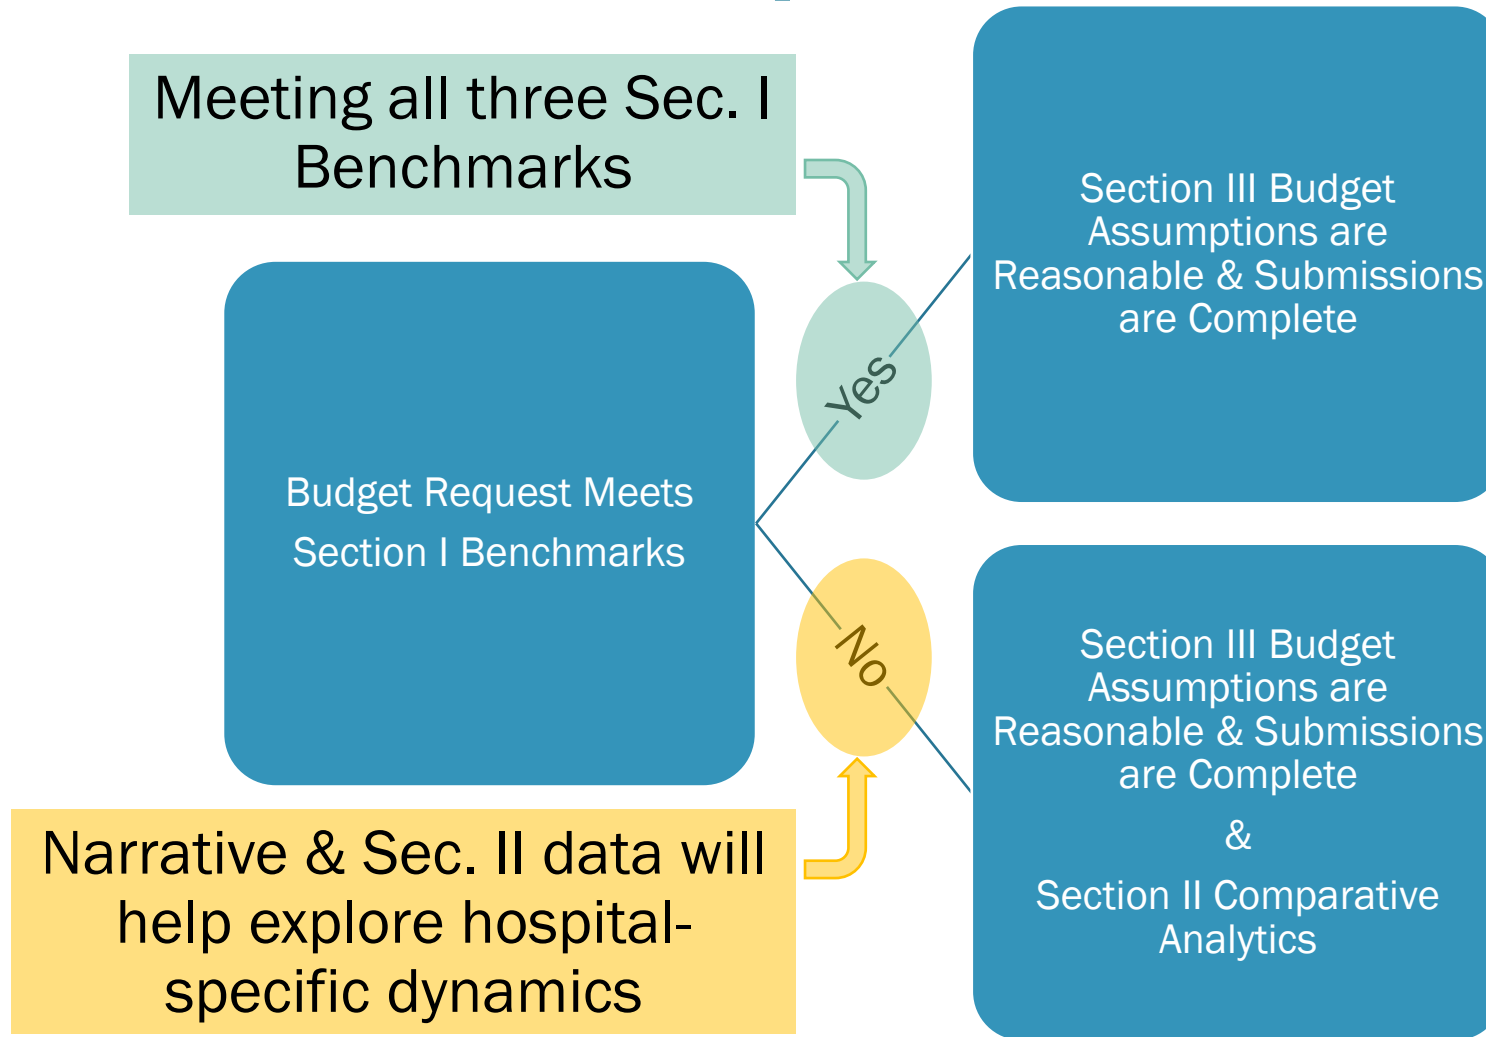 Meeting all three Sec. I
Benchmarks
Budget Request Meets
Section I Benchmarks
Yes
No
Section III Budget
Assumptions are
Reasonable & Submissions
are Complete
Section III Budget
Assumptions are
Reasonable & Submissions
are Complete
&
Section II Comparative
Analytics
Narrative & Sec. II data will
help explore hospital-
specific dynamics